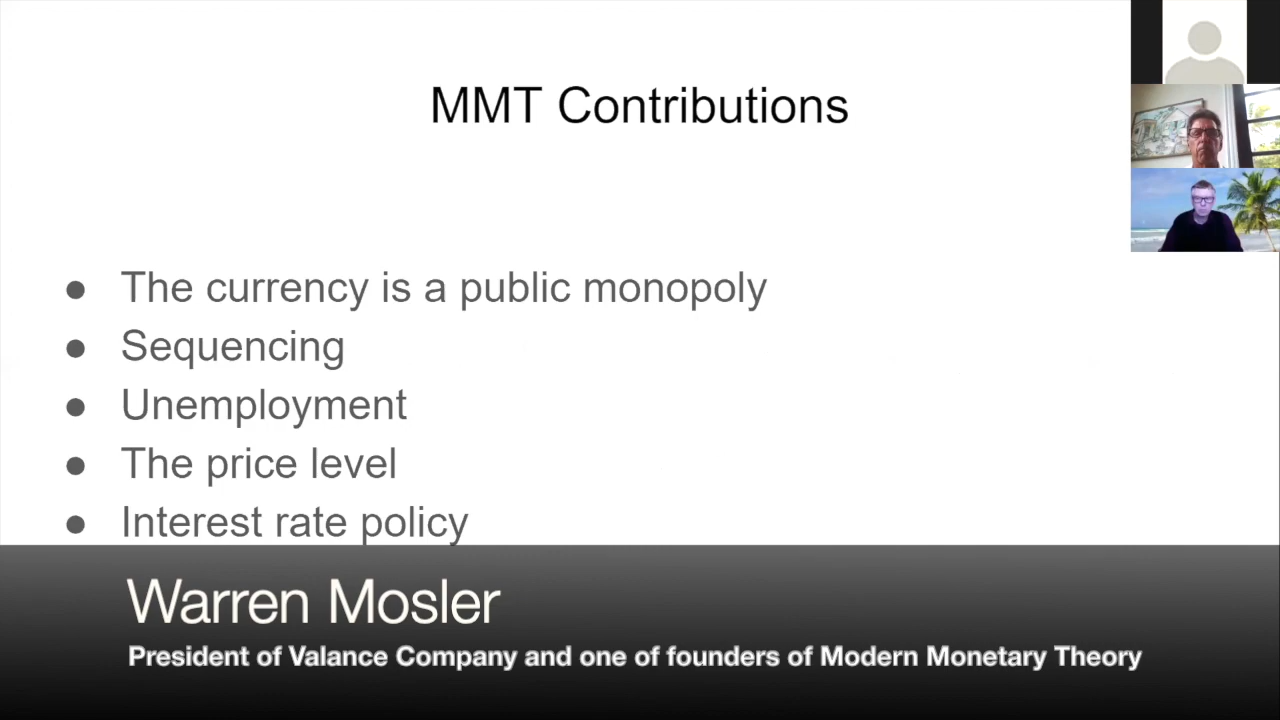 MMT Contributions
● The currency is a public monopoly
● Sequencing
● Unemployment
● The price level
● Interest rate policy
Warren Mosler
President of Valance Company and one of founders of Modern Monetary Theory